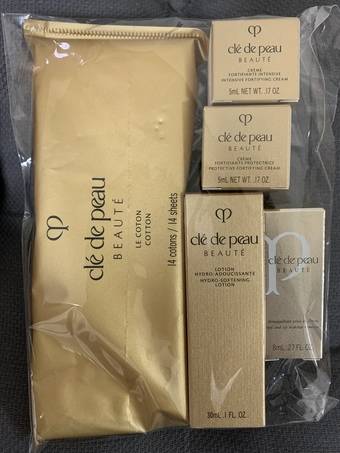 clé de peau
BEAUTÉ
LE COTON
COTTON
14 cotons / 14 sheets
clé de peau
BEAUTÉ
CRÈME
FORTIFIANTE INTENSIVE
INTENSIVE FORTIFYING CREAM
5mL NET WT. .17 OZ.
clé de peau
BEAUTÉ
CRÈME
FORTIFIANTE PROTECTRICE
PROTECTIVE FORTIFYING CREAM
5mL NET WT. .17 OZ.
clé de peau
BEAUTÉ
LOTION
HYDRO-ADOUCISSANTE
HYDRO-SOFTENING
LOTION
30mL 1 FL. OZ.
clé de peau
BEAUTÉ
8mL .27 FL. OZ.